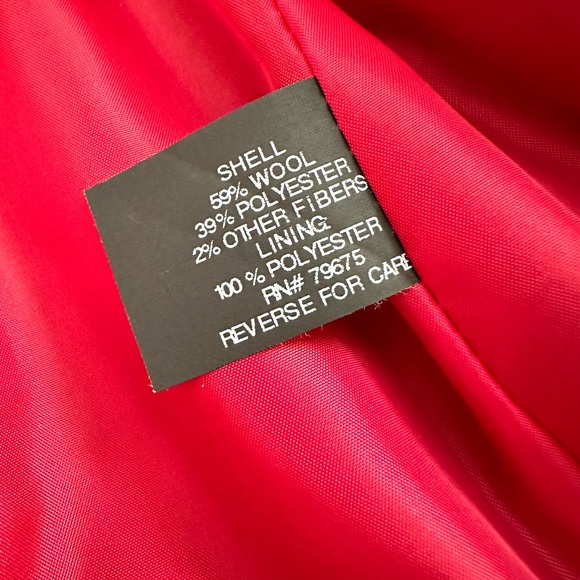 SHELL
59% WOOL
39% POLYESTER
2% OTHER FIBERS
LINING:
100 % POLYESTER
RN# 79675
REVERSE FOR CARE